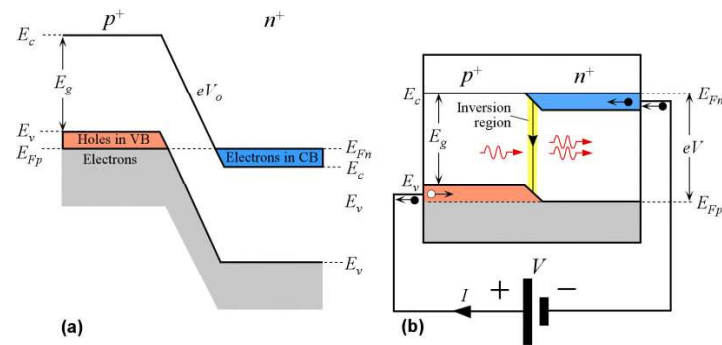 p+
n+
Ec
Eg
eVo
Ev
Holes in VB
EFp
Electrons
Electrons in CB
EFn
Ec
Ev
Ev
(a)
p+
n+
Ec
EFn
Inversion
region
Eg
eV
Ev
EFp
V
I
+
−
(b)